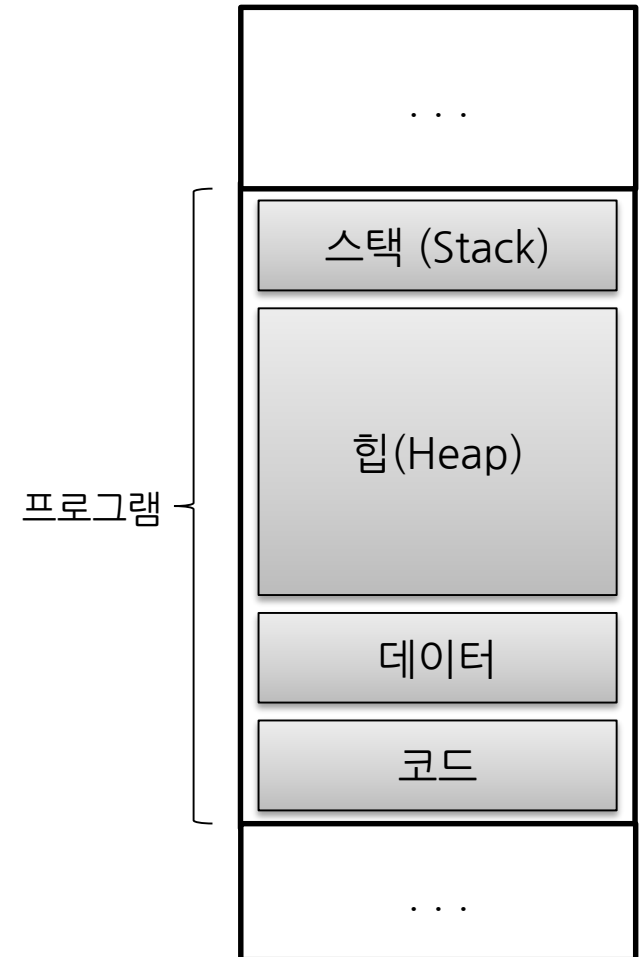 . . .
스택 (Stack)
힙(Heap)
프로그램
데이터
코드
. . .